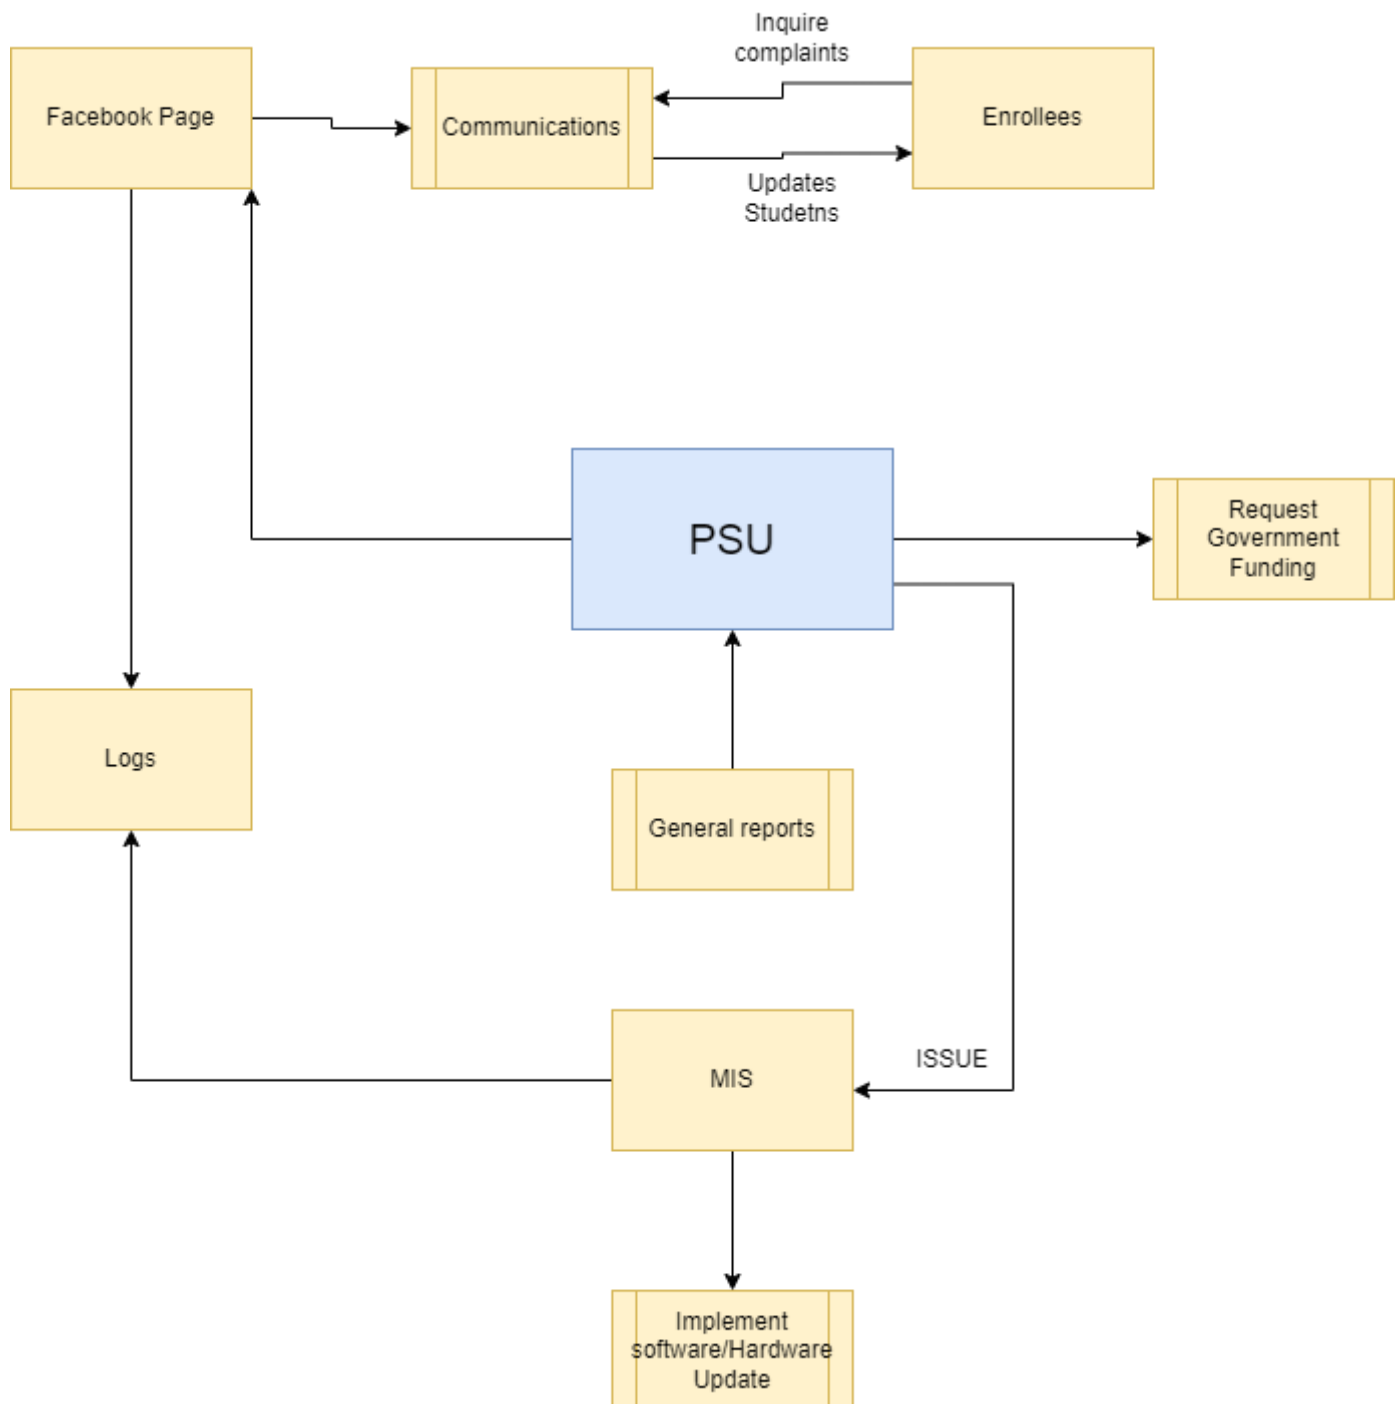 Inquire
complaints
Facebook Page
Communications
Enrollees
Updates
Studetns
PSU
Request
Government
Funding
Logs
General reports
ISSUE
MIS
Implement
software/Hardware
Update